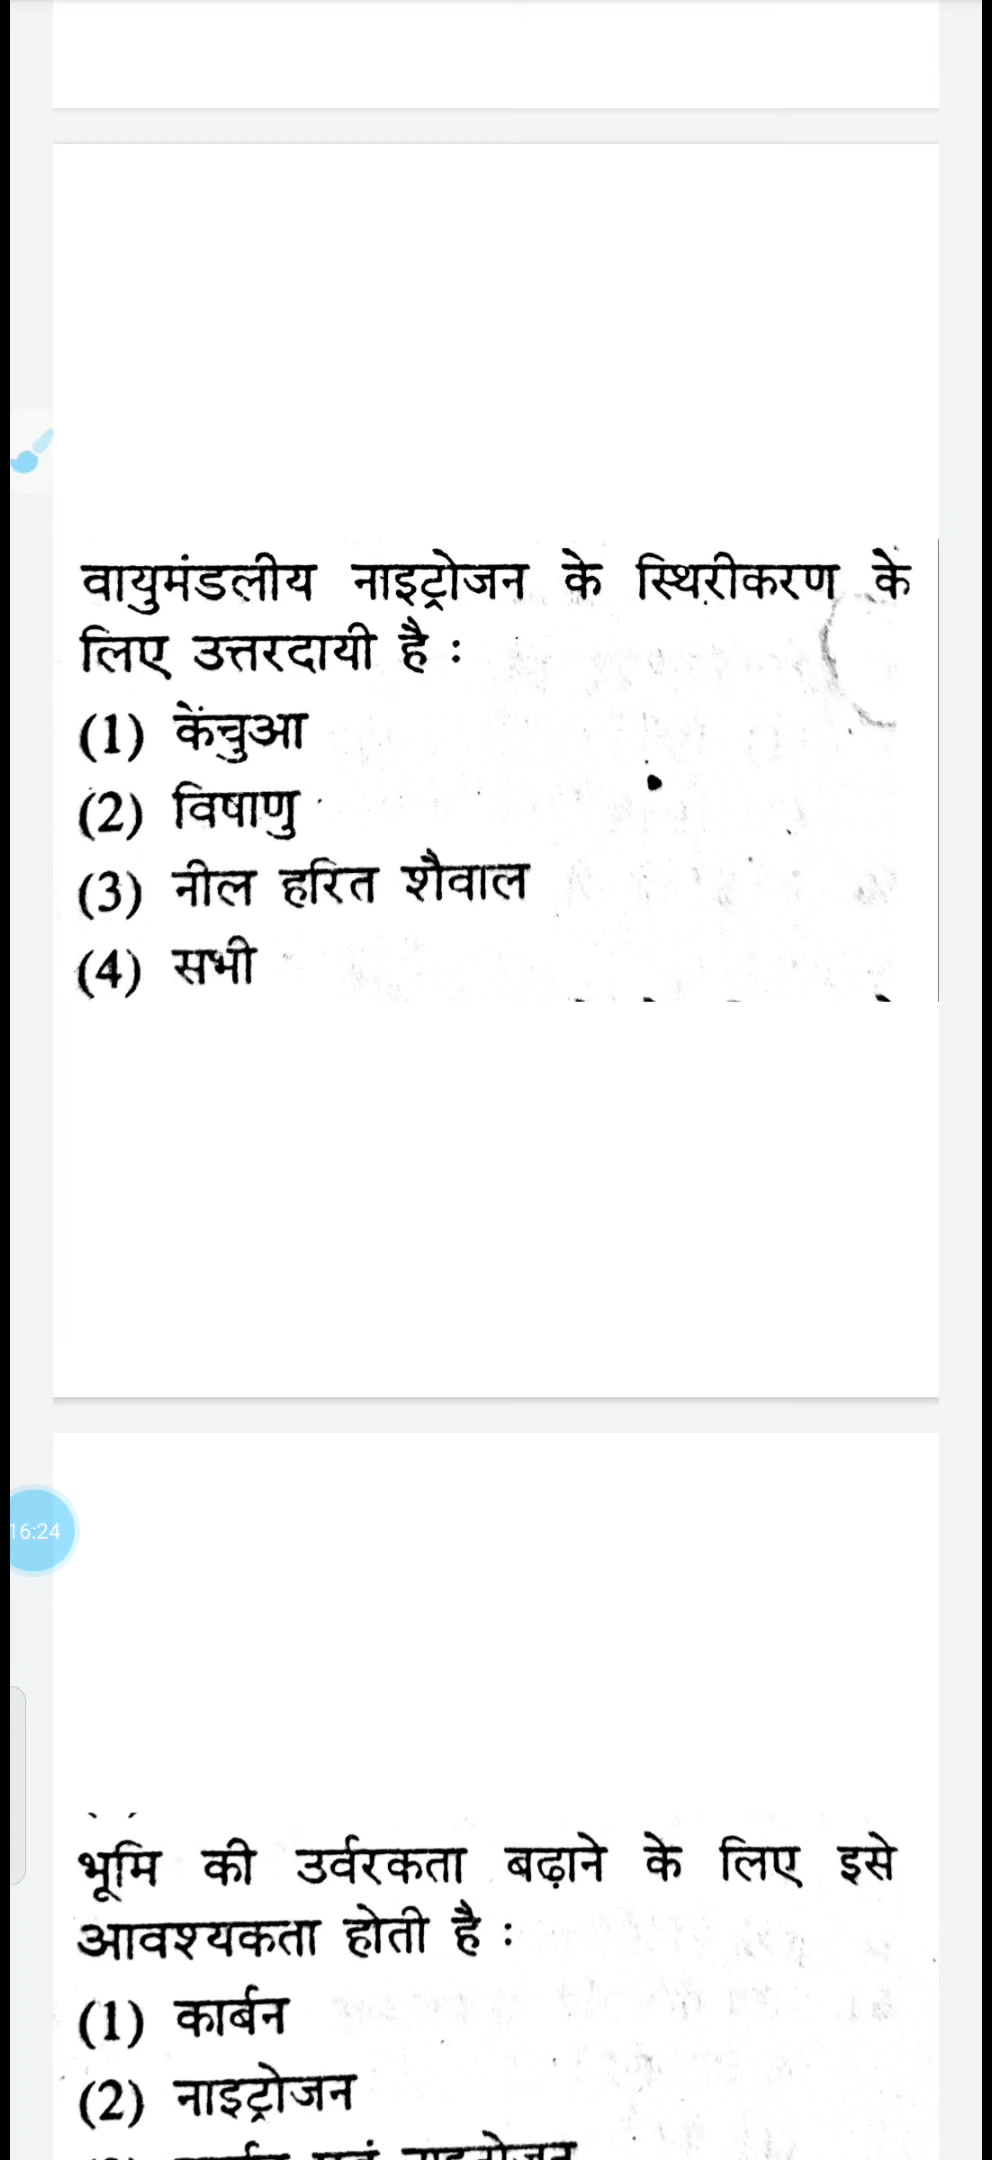 वायुमंडलीय नाइट्रोजन के स्थिरीकरण के
लिए उत्तरदायी है :
(1) केंचुआ
(2) विषाणु
(3) नील हरित शैवाल
(4) सभी
16:24
भूमि की उर्वरकता बढ़ाने के लिए इसे
आवश्यकता होती है :
(1) कार्बन
(2) नाइट्रोजन